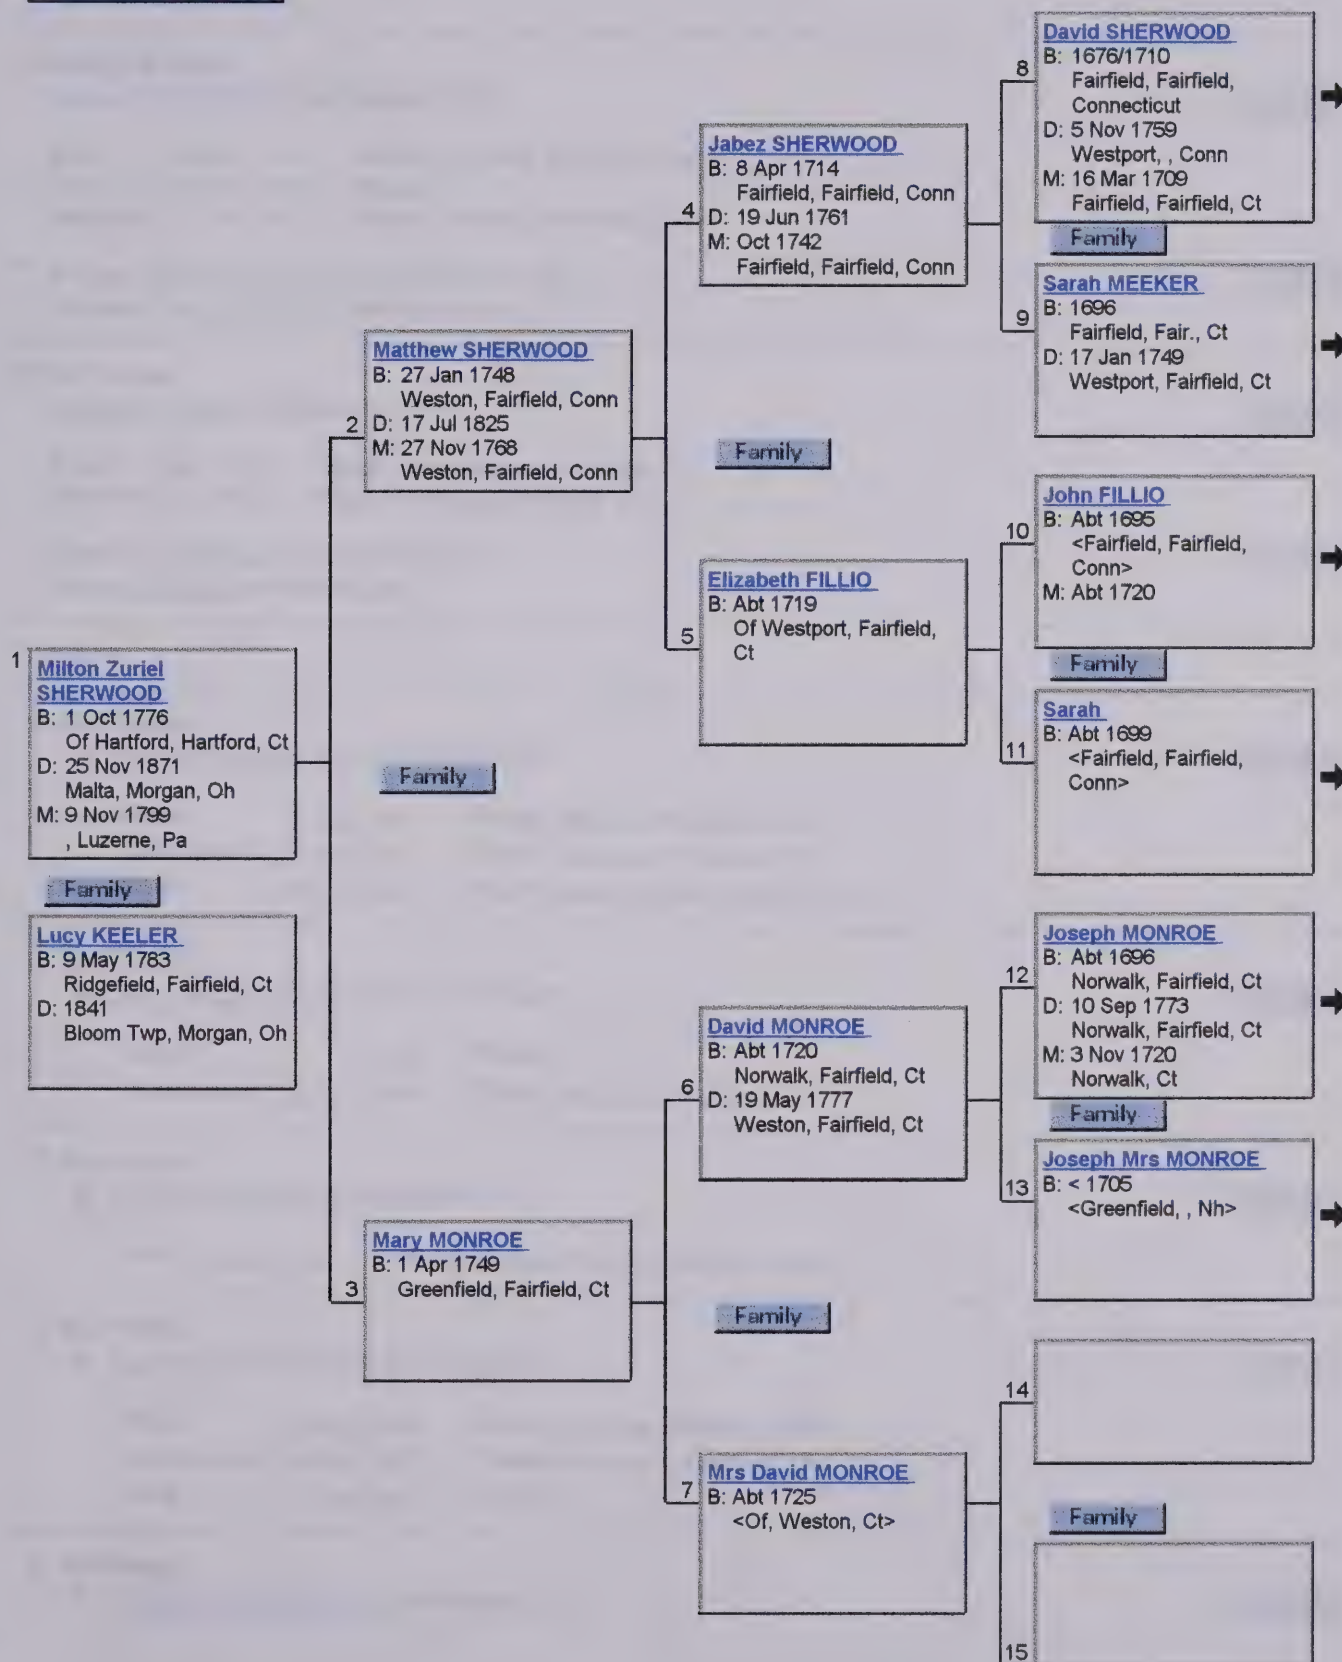 1
Milton Zuriel
SHERWOOD
B: 1 Oct 1776
Of Hartford, Hartford, Ct
D: 25 Nov 1871
Malta, Morgan, Oh
M: 9 Nov 1799
, Luzerne, Pa
Family
Lucy KEELER
B: 9 May 1783
Ridgefield, Fairfield, Ct
D: 1841
Bloom Twp, Morgan, Oh
2
Matthew SHERWOOD
B: 27 Jan 1748
Weston, Fairfield, Conn
D: 17 Jul 1825
M: 27 Nov 1768
Weston, Fairfield, Conn
Family
3
Mary MONROE
B: 1 Apr 1749
Greenfield, Fairfield, Ct
4
Jabez SHERWOOD
B: 8 Apr 1714
Fairfield, Fairfield, Conn
D: 19 Jun 1761
M: Oct 1742
Fairfield, Fairfield, Conn
Family
5
Elizabeth FILLIO
B: Abt 1719
Of Westport, Fairfield,
Ct
6
David MONROE
B: Abt 1720
Norwalk, Fairfield, Ct
D: 19 May 1777
Weston, Fairfield, Ct
Family
7
Mrs David MONROE
B: Abt 1725
<Of, Weston, Ct>
8
David SHERWOOD
B: 1676/1710
Fairfield, Fairfield,
Connecticut
D: 5 Nov 1759
Westport, , Conn
M: 16 Mar 1709
Fairfield, Fairfield, Ct
Family
9
Sarah MEEKER
B: 1696
Fairfield, Fair., Ct
D: 17 Jan 1749
Westport, Fairfield, Ct
10
John FILLIO
B: Abt 1695
<Fairfield, Fairfield,
Conn>
M: Abt 1720
Family
11
Sarah
B: Abt 1699
<Fairfield, Fairfield,
Conn>
12
Joseph MONROE
B: Abt 1696
Norwalk, Fairfield, Ct
D: 10 Sep 1773
Norwalk, Fairfield, Ct
M: 3 Nov 1720
Norwalk, Ct
Family
13
Joseph Mrs MONROE
B: < 1705
<Greenfield, , Nh>
14
Family
15